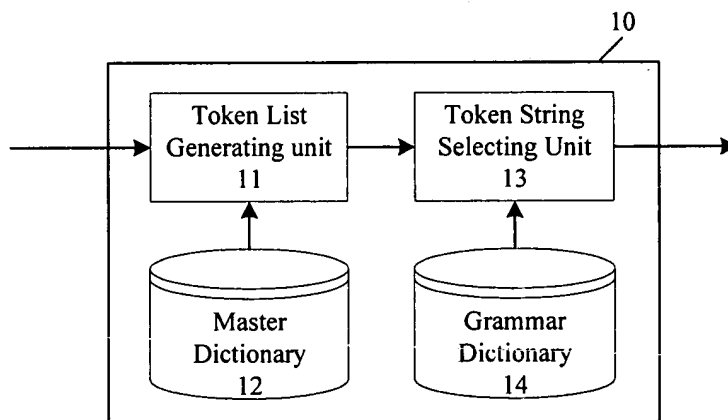 10
Token List
Generating unit
11
Token String
Selecting Unit
13
Master
Dictionary
12
Grammar
Dictionary
14